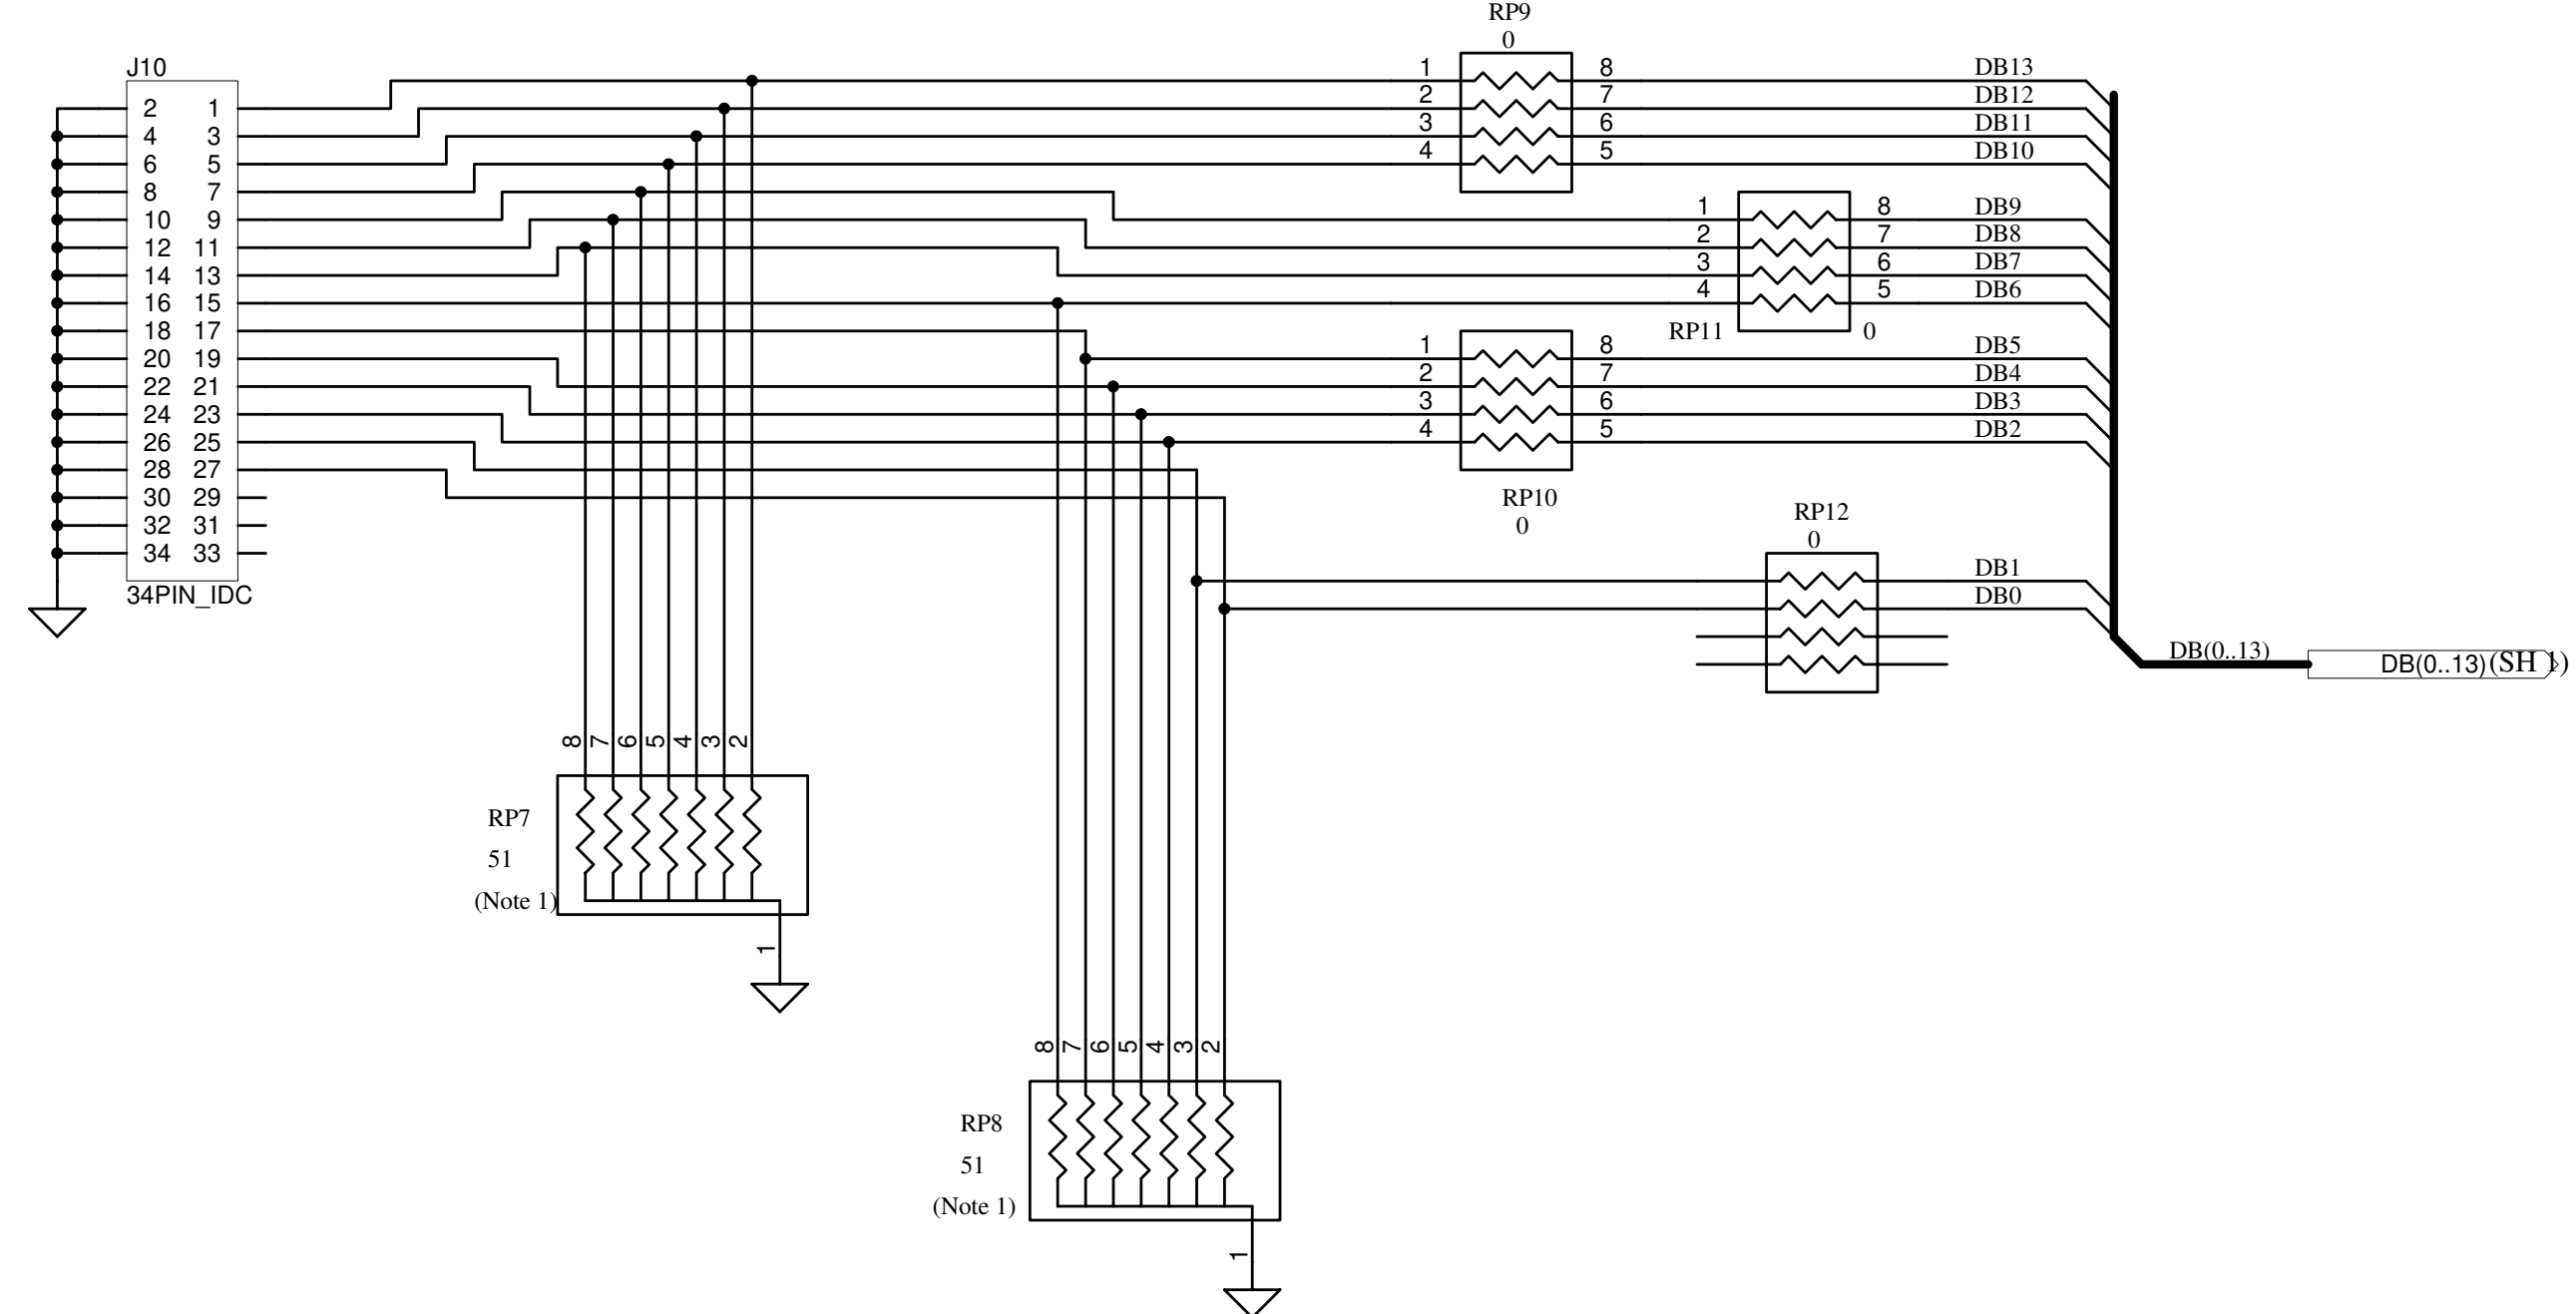 RP9
0
J10
1 8 DB13
2 7 DB12
3 6 DB11
4 5 DB10
2 1
4 3
6 5
8 7
10 9
12 11
14 13
16 15
18 17
20 19
22 21
24 23
26 25
28 27
30 29
32 31
34 33
34PIN_IDC
1 8 DB9
2 7 DB8
3 6 DB7
4 5 DB6
RP11 0
1 8 DB5
2 7 DB4
3 6 DB3
4 5 DB2
RP10
0
RP12
0
DB1
DB0
DB(0..13)
DB(0..13) (SH 1)
8 7 6 5 4 3 2
RP7
51
(Note 1)
1
8 7 6 5 4 3 2
RP8
51
(Note 1)
1